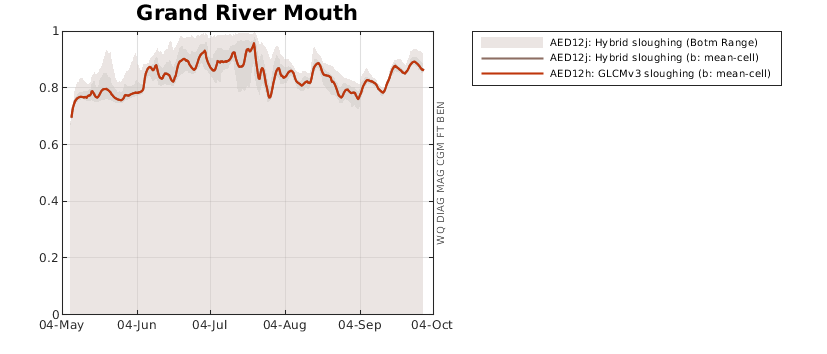 Grand River Mouth
1
0.8
0.6
0.4
0.2
0
04-May
04-Jun
04-Jul
04-Aug
04-Sep
04-Oct
WQ DIAG MAG CGM FT BEN
AED12j: Hybrid sloughing (Botm Range)
AED12j: Hybrid sloughing (b: mean-cell)
AED12h: GLCMv3 sloughing (b: mean-cell)